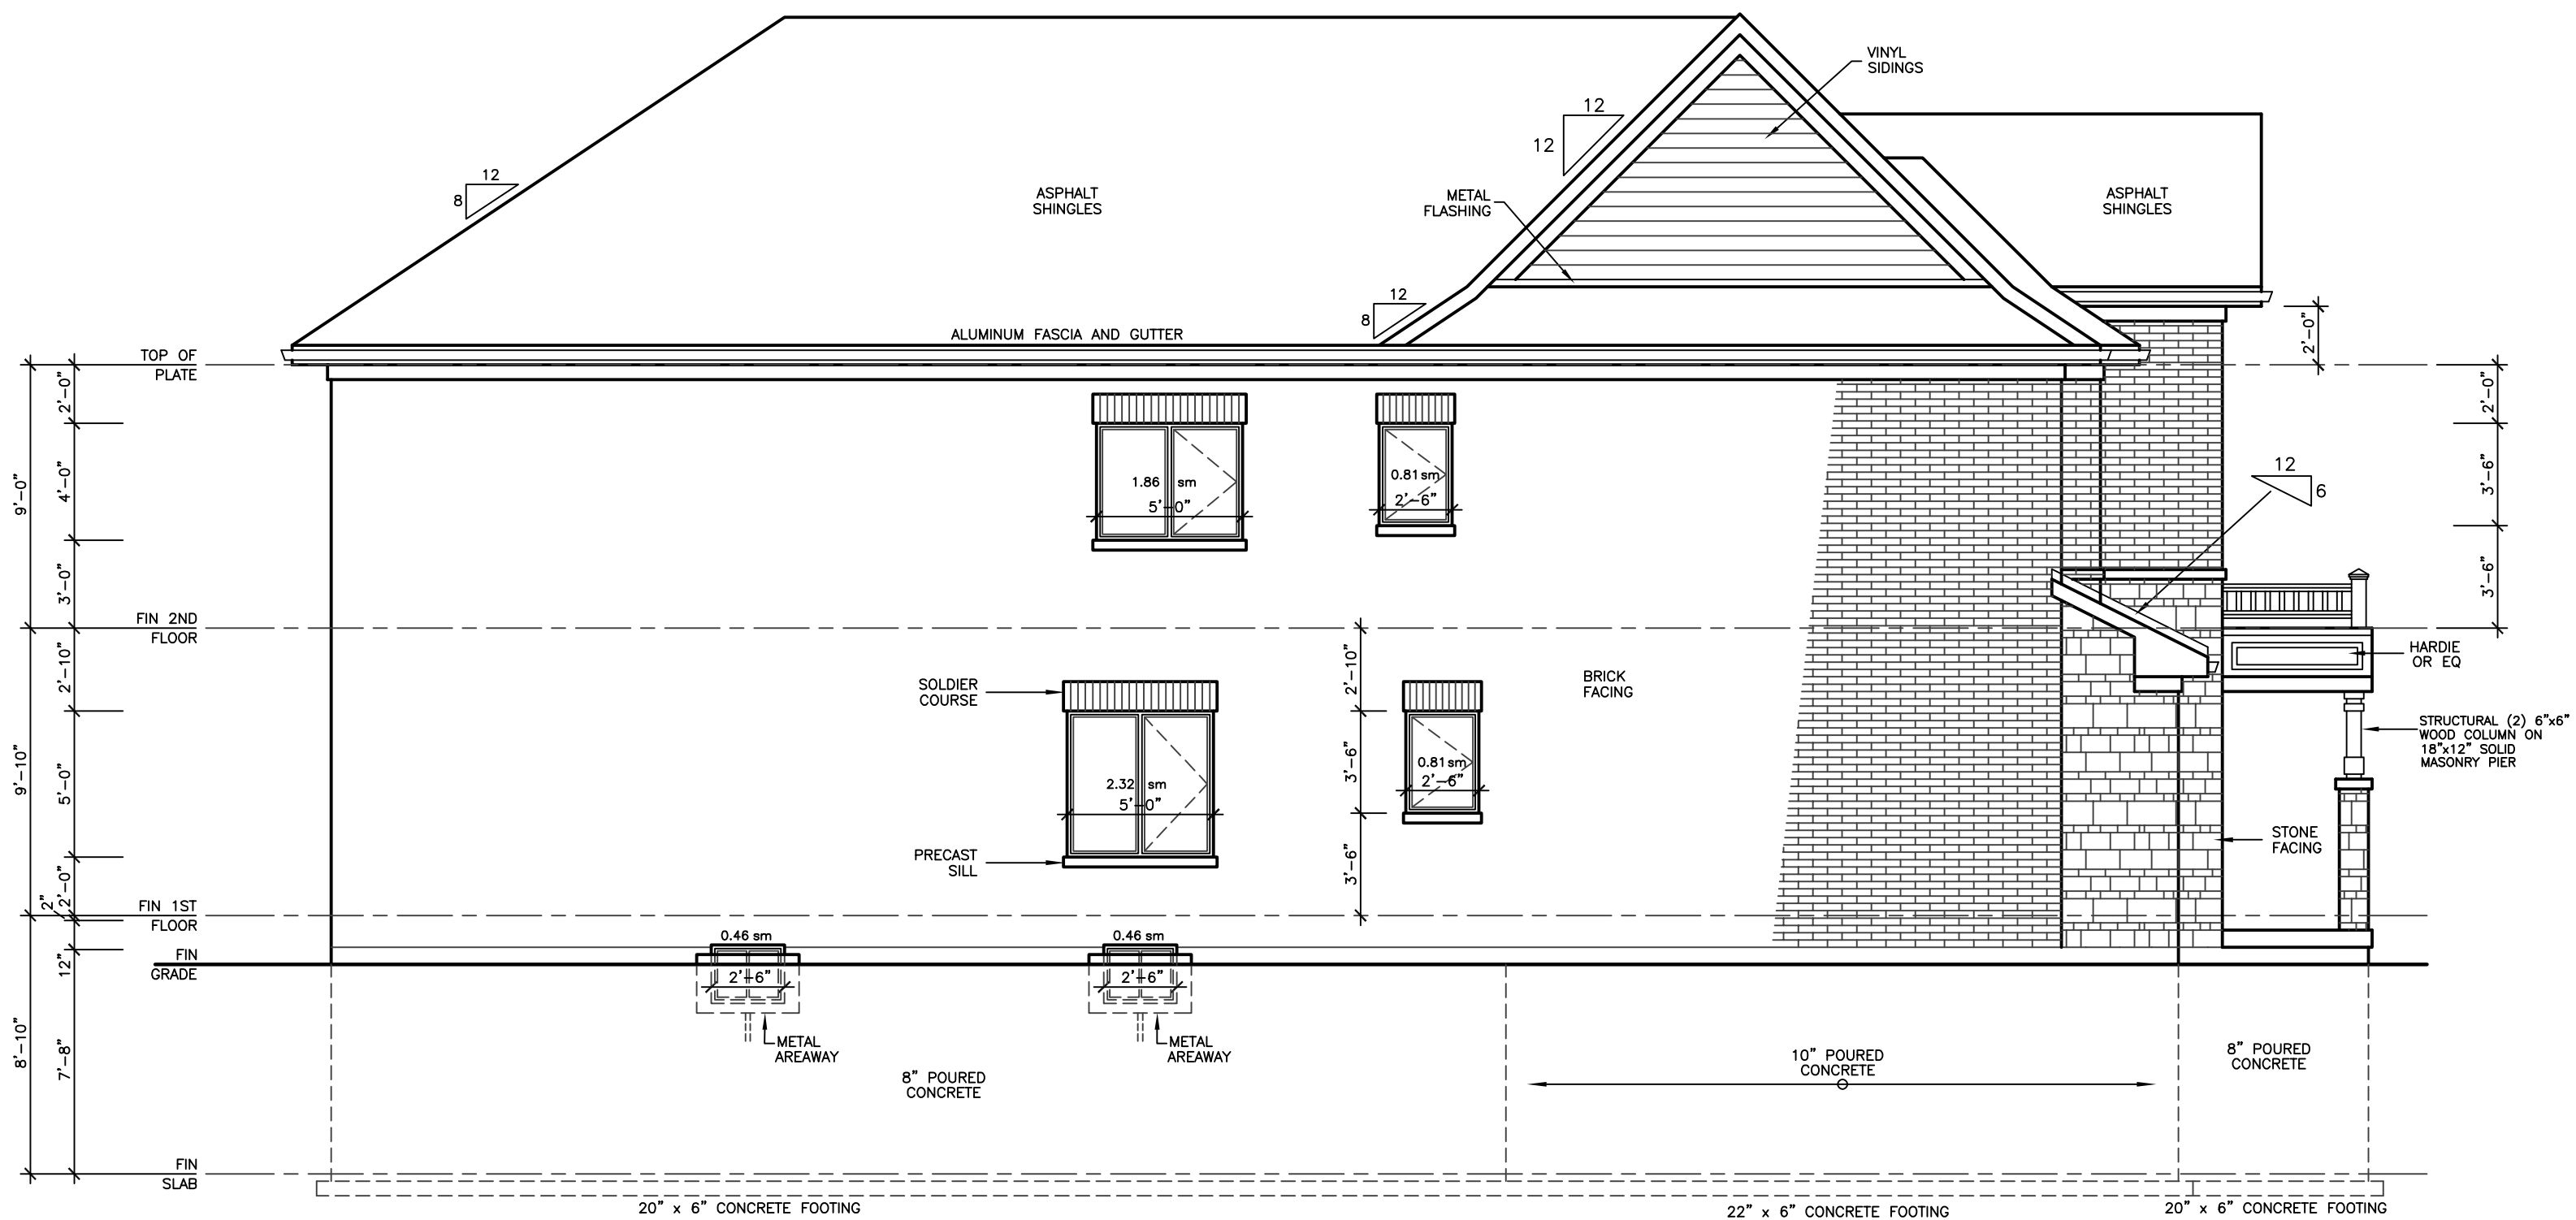 VINYL
SIDINGS
12
12
12
8
ASPHALT
SHINGLES
METAL
FLASHING
ASPHALT
SHINGLES
12
8
ALUMINUM FASCIA AND GUTTER
2'-0"
TOP OF
PLATE
2'-0"
4'-0"
3'-0"
9'-0"
1.86 sm
5'-0"
0.81 sm
2'-6"
2'-0"
3'-6"
3'-6"
12
6
FIN 2ND
FLOOR
2'-10"
5'-0"
2'-0"
2"
9'-10"
SOLDIER
COURSE
2.32 sm
5'-0"
PRECAST
SILL
2'-10"
3'-6"
3'-6"
0.81 sm
2'-6"
BRICK
FACING
HARDIE
OR EQ
STRUCTURAL (2) 6"x6"
WOOD COLUMN ON
18"x12" SOLID
MASONRY PIER
STONE
FACING
FIN 1ST
FLOOR
0.46 sm
0.46 sm
FIN
GRADE
12"
2'-6"
2'-6"
METAL
AREAWAY
METAL
AREAWAY
8'-10"
7'-8"
8" POURED
CONCRETE
10" POURED
CONCRETE
8" POURED
CONCRETE
FIN
SLAB
20" x 6" CONCRETE FOOTING
22" x 6" CONCRETE FOOTING
20" x 6" CONCRETE FOOTING